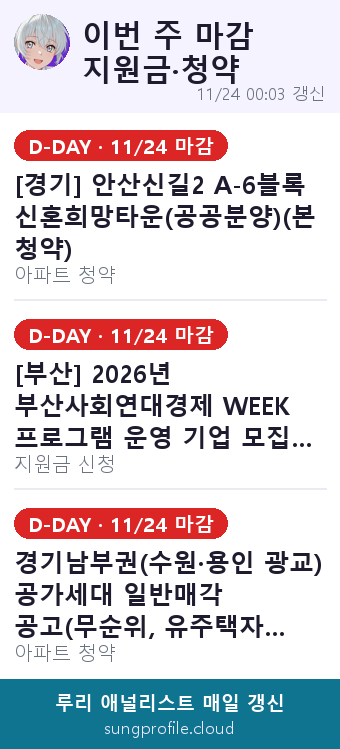 이번 주 마감
지원금·청약
11/24 00:03 갱신
D-DAY · 11/24 마감
[경기] 안산신길2 A-6블록
신혼희망타운(공공분양)(본
청약)
아파트 청약
D-DAY · 11/24 마감
[부산] 2026년
부산사회연대경제 WEEK
프로그램 운영 기업 모집...
지원금 신청
D-DAY · 11/24 마감
경기남부권(수원·용인 광교)
공가세대 일반매각
공고(무순위, 유주택자...
아파트 청약
루리 애널리스트 매일 갱신
sungprofile.cloud